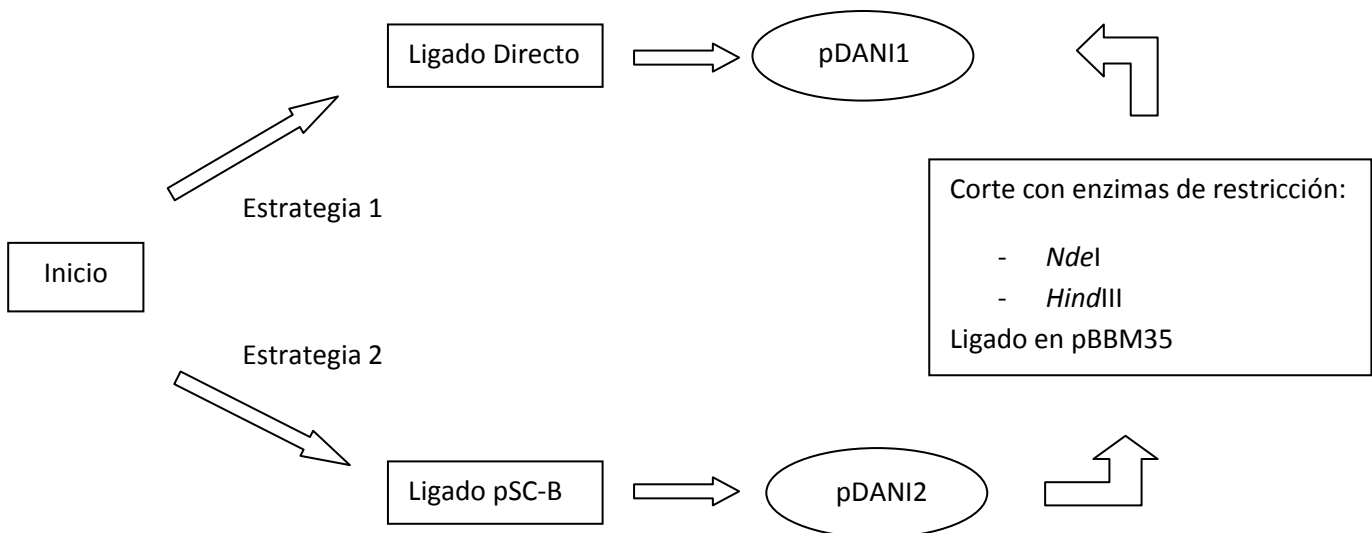 Ligado Directo
pDANI1
Estrategia 1
Corte con enzimas de restricción:
- NdeI
- HindIII
Ligado en pBBM35
Inicio
Estrategia 2
Ligado pSC-B
pDANI2